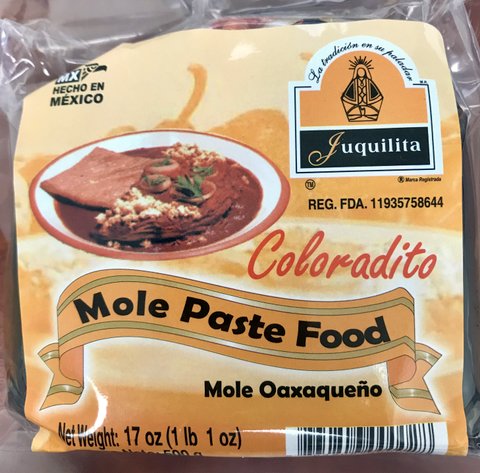 La tradición en su paladar
M.R.
MX
HECHO EN
MÉXICO
Juquilita
TM
® Marca Registrada
REG. FDA. 11935758644
Coloradito
Mole Paste Food
Mole Oaxaqueño
Net Weight: 17 oz (1 lb 1 oz)